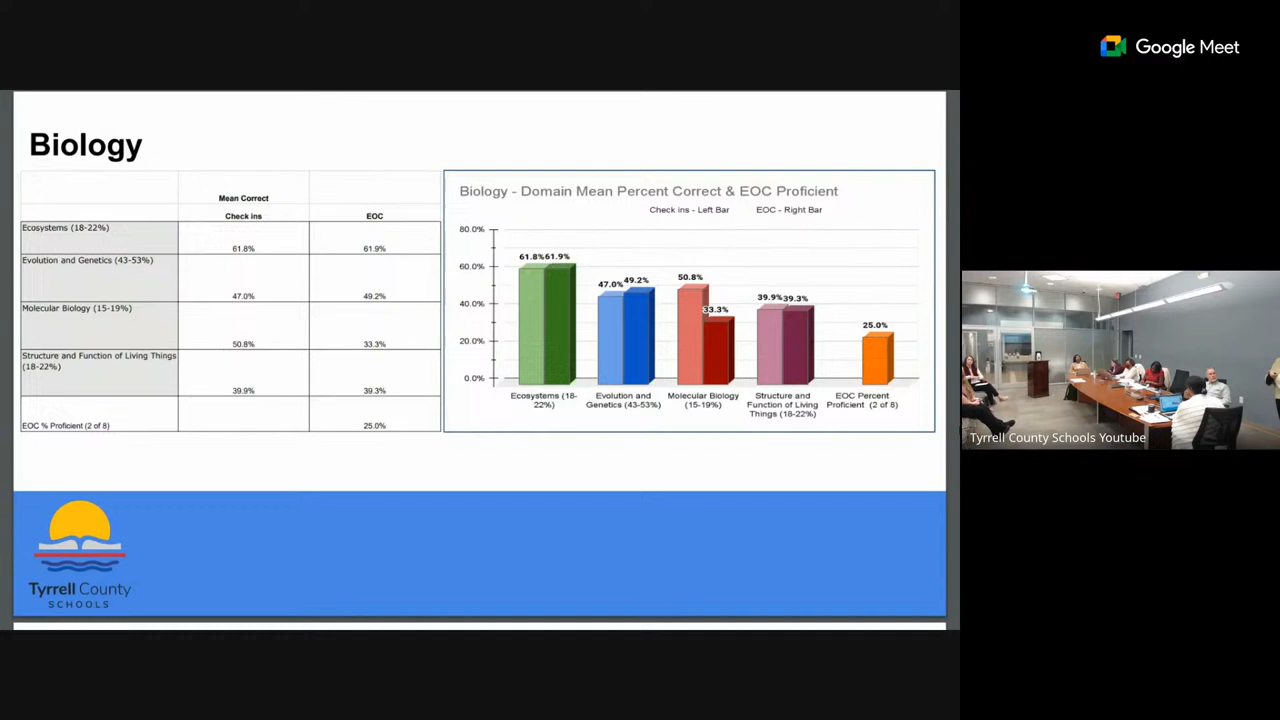 Google Meet
Biology
Mean Correct
Check ins EOC
Ecosystems (18-22%)
61.8% 61.9%
Evolution and Genetics (43-53%)
47.0% 49.2%
Molecular Biology (15-19%)
50.8% 33.3%
Structure and Function of Living Things
(18-22%)
39.9% 39.3%
EOC % Proficient (2 of 8) 25.0%
Biology - Domain Mean Percent Correct & EOC Proficient
Check ins - Left Bar EOC - Right Bar
80.0%
60.0%
40.0%
20.0%
0.0%
61.8% 61.9%
47.0% 49.2%
50.8%
33.3%
39.9% 39.3%
25.0%
Ecosystems (18-
22%)
Evolution and
Genetics (43-53%)
Molecular Biology
(15-19%)
Structure and
Function of Living
Things (18-22%)
EOC Percent
Proficient (2 of 8)
Tyrrell County
SCHOOLS
Tyrrell County Schools Youtube